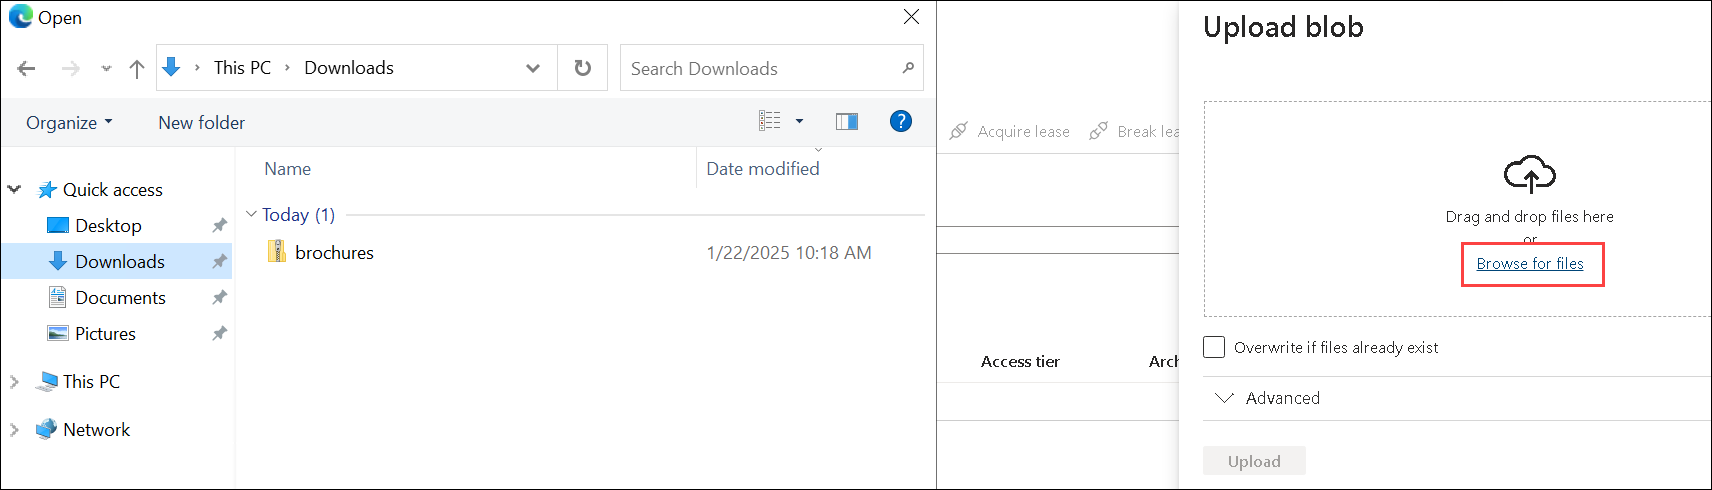 Open
This PC
Downloads
Search Downloads
Organize
New folder
?
Name
Date modified
Quick access
Desktop
Downloads
Documents
Pictures
This PC
Network
Today (1)
brochures
1/22/2025 10:18 AM
Acquire lease
Break lea
Access tier
Arch
Upload blob
Drag and drop files here
or
Browse for files
Overwrite if files already exist
Advanced
Upload